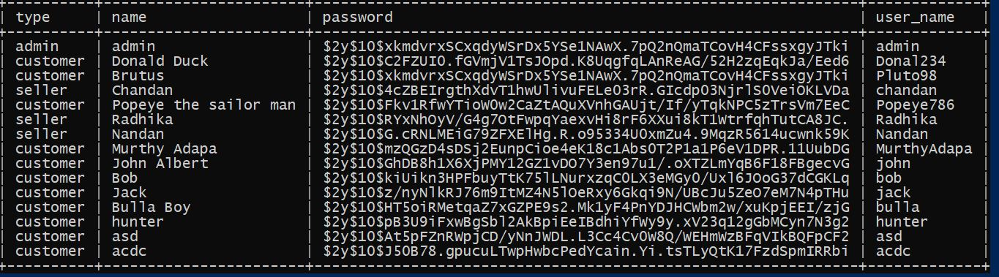 type | name | password | user_name
admin | admin | $2y$10$xkmdvrxSCxqdyWSrDx5YSe1NAwX.7pQ2nQmaTCovH4CFssxgyJTki | admin
customer | Donald Duck | $2y$10$C2FZUI0.fGVmjV1TsJOpd.K8UqgfqLAnReAG/52H2zqEqkJa/Eed6 | Donal234
customer | Brutus | $2y$10$xkmdvrxSCxqdyWSrDx5YSe1NAwX.7pQ2nQmaTCovH4CFssxgyJTki | Pluto98
seller | Chandan | $2y$10$4cZBEIrgthXdvT1hwUlivuFELeO3rR.GIcdpO3NjrlS0VeiOKLVDa | chandan
customer | Popeye the sailor man | $2y$10$Fkv1RfwYTioW0w2CaZtAQuXVnhGAUjt/If/yTqkNPC5zTrsVm7EeC | Popeye786
seller | Radhika | $2y$10$RYxNhOyV/G4g7OtFwpqYaexvHi8rF6XXui8kT1WtrfqhTutCA8JC. | Radhika
seller | Nandan | $2y$10$G.cRNLMEiG79ZFXElHg.R.o95334U0xmZu4.9MqzR5614ucwnk59K | Nandan
customer | Murthy Adapa | $2y$10$mzQGzD4sDSj2EunpCioe4eK18c1Abs0T2P1a1P6eV1DPR.11UubDG | MurthyAdapa
customer | John Albert | $2y$10$GhDB8h1X6XjPMY12GZ1vDO7Y3en97u1/.oXTZLmYqB6F18FBgecvG | john
customer | Bob | $2y$10$kiUikn3HPFbuyTtK75lLNurxzqC0LX3eMGyO/Uxl6JOoG37dCGKLq | bob
customer | Jack | $2y$10$z/nyNlkRJ76m9ItMZ4N5lOeRxy6Gkqi9N/UBcJu5ZeO7eM7N4pTHu | jack
customer | Bulla Boy | $2y$10$HT5oiRMetqaZ7xGZPE9s2.Mk1yF4PnYDJHCWbm2w/xuKpjEEI/zjG | bulla
customer | hunter | $2y$10$pB3U9iFxwBgSbl2AkBpiEeIBdhiYfWy9y.xV23q12gGbMCyn7N3g2 | hunter
customer | asd | $2y$10$At5pFZnRWpjCD/yNnJWDL.L3Cc4Cv0W8Q/WEHmWzBFqVIkBQFpCF2 | asd
customer | acdc | $2y$10$J5OB78.gpucuLTwpHwbcPedYcain.Yi.tsTLyQtK17FzdSpmIRRbi | acdc